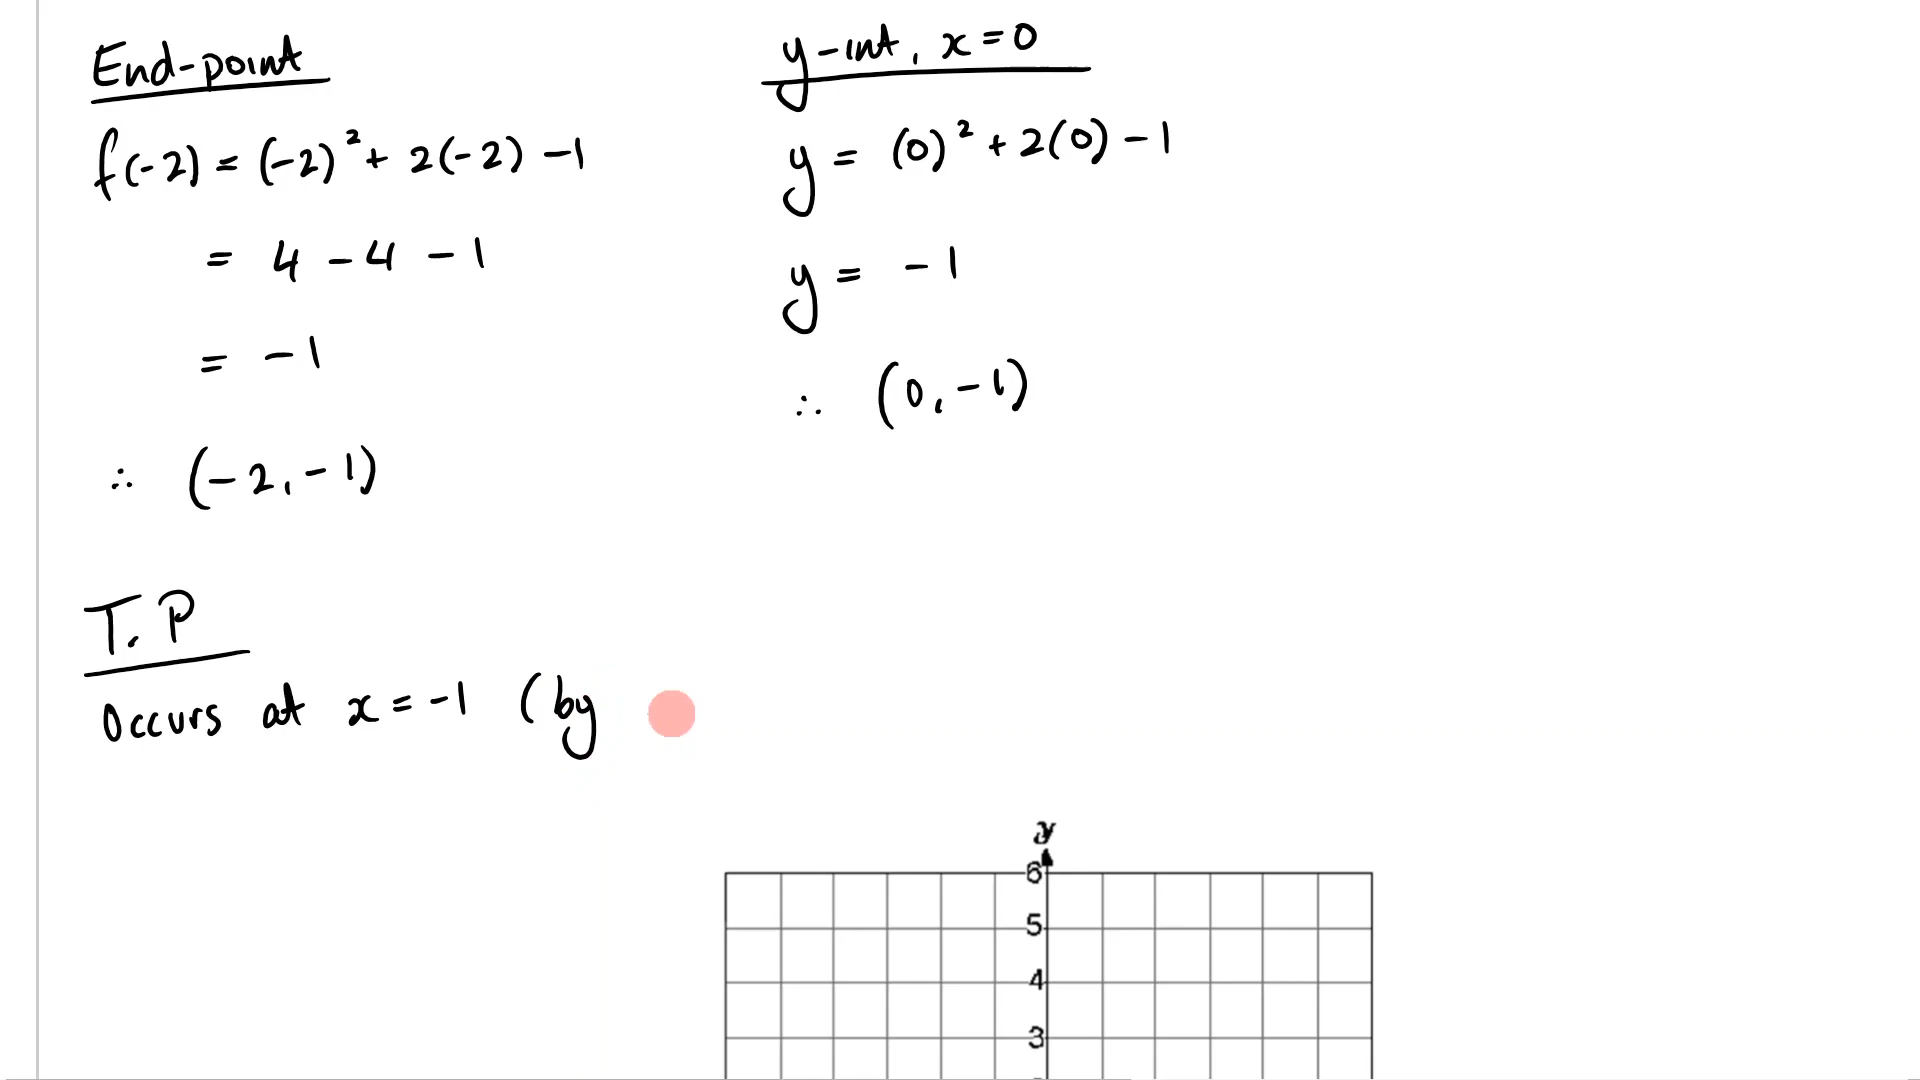 End-point
f(-2) = (-2)² + 2(-2) -1
= 4 - 4 - 1
= -1
∴ (-2, -1)
y-int, x=0
y = (0)² + 2(0) - 1
y = -1
∴ (0, -1)
T.P
Occurs at x = -1 (by
y
6
5
4
3